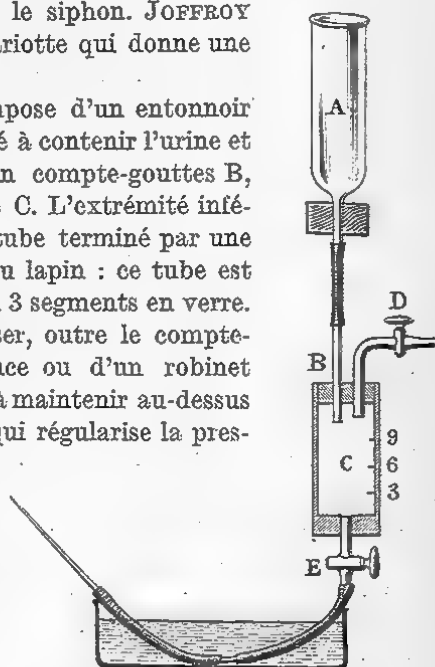 le siphon. JOFFROY
ariotte qui donne une
pose d'un entonnoir
é à contenir l'urine et
n compte-gouttes B,
C. L'extrémité infé-
tube terminé par une
u lapin : ce tube est
3 segments en verre.
ser, outre le compte-
nce ou d'un robinet
à maintenir au-dessus
qui régularise la pres-
A
D
B
9
C
6
3
E